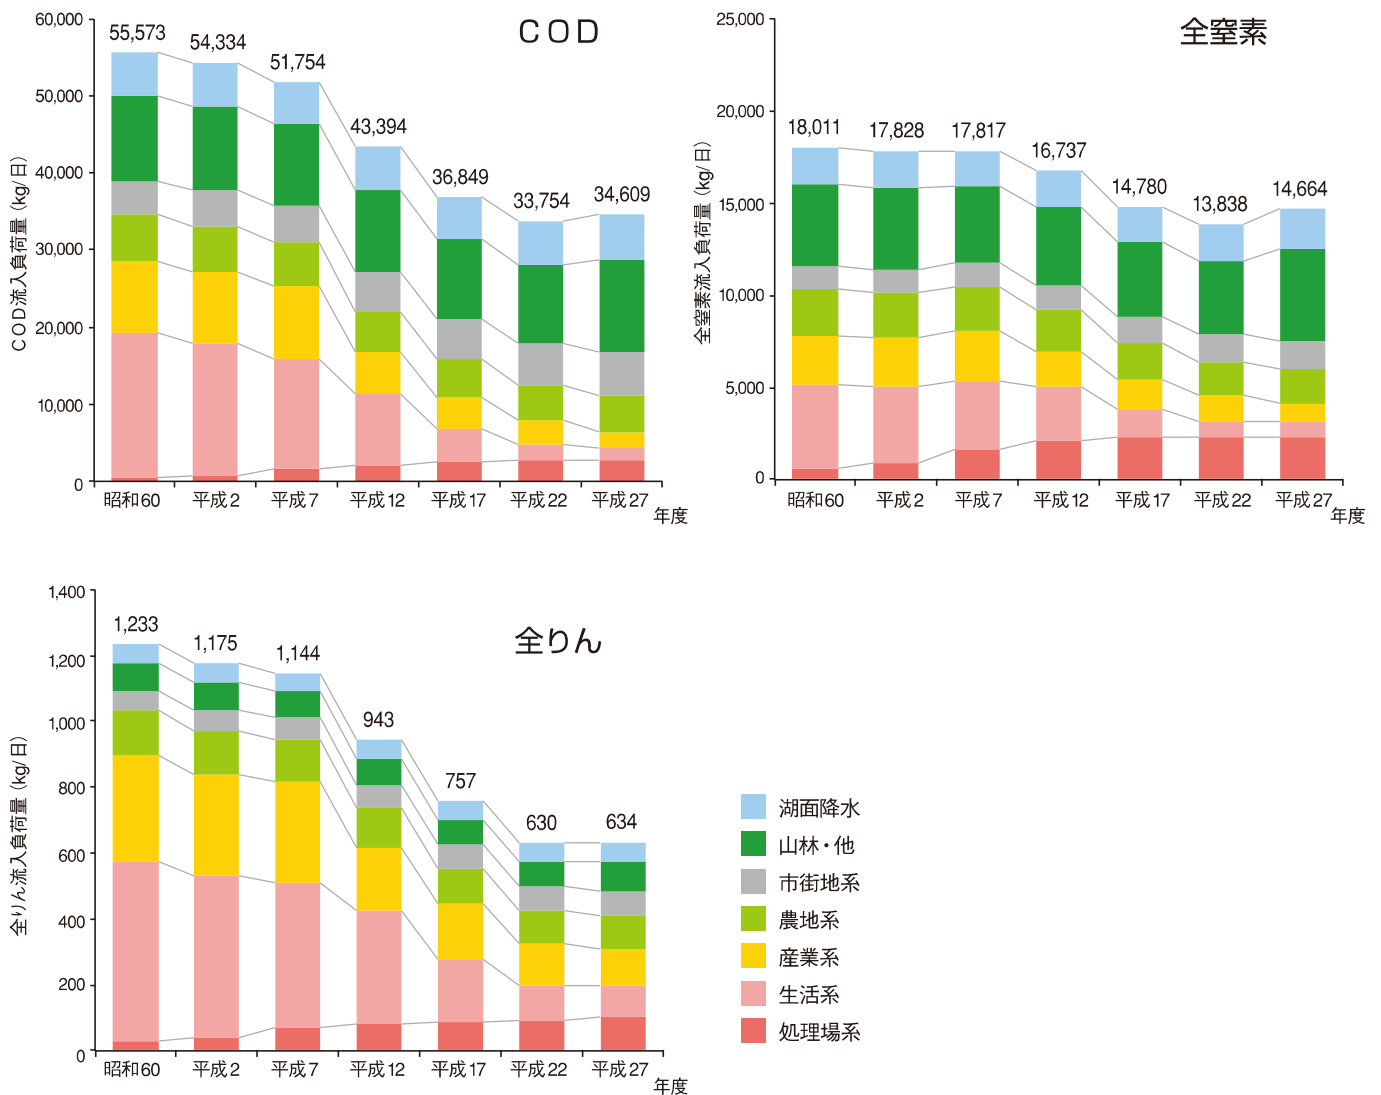 COD
COD流入負荷量(kg/日)
60,000
50,000
40,000
30,000
20,000
10,000
0
55,573
54,334
51,754
43,394
36,849
33,754
34,609
昭和60 平成2 平成7 平成12 平成17 平成22 平成27
年度
全窒素
全窒素流入負荷量(kg/日)
25,000
20,000
15,000
10,000
5,000
0
18,011
17,828
17,817
16,737
14,780
13,838
14,664
昭和60 平成2 平成7 平成12 平成17 平成22 平成27
年度
全りん
全りん流入負荷量(kg/日)
1,400
1,200
1,000
800
600
400
200
0
1,233
1,175
1,144
943
757
630
634
昭和60 平成2 平成7 平成12 平成17 平成22 平成27
年度
湖面降水
山林・他
市街地系
農地系
産業系
生活系
処理場系